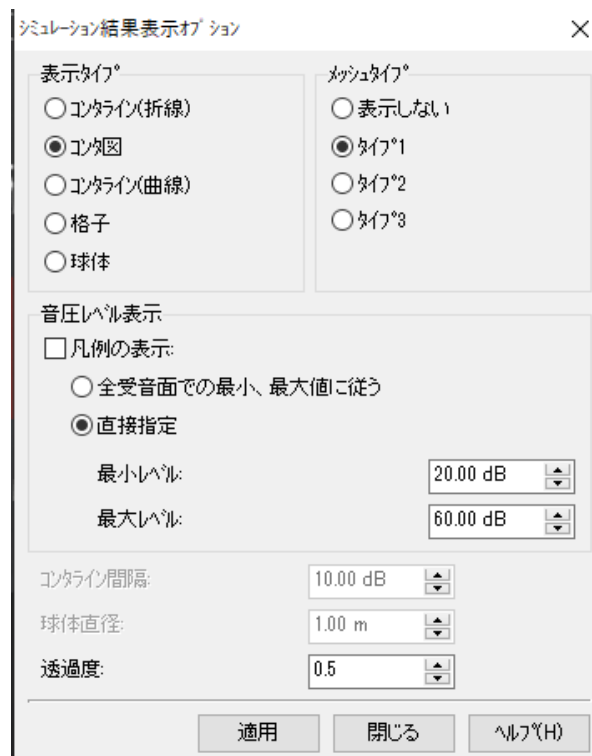 ｼﾐｭﾚｰｼｮﾝ結果表示ｵﾌﾟｼｮﾝ
表示ﾀｲﾌﾟ
ｺﾝﾀﾗｲﾝ(折線)
ｺﾝﾀ図
ｺﾝﾀﾗｲﾝ(曲線)
格子
球体
ﾒｯｼｭﾀｲﾌﾟ
表示しない
ﾀｲﾌﾟ1
ﾀｲﾌﾟ2
ﾀｲﾌﾟ3
音圧ﾚﾍﾞﾙ表示
凡例の表示:
全受音面での最小、最大値に従う
直接指定
最小ﾚﾍﾞﾙ: 20.00 dB
最大ﾚﾍﾞﾙ: 60.00 dB
ｺﾝﾀﾗｲﾝ間隔: 10.00 dB
球体直径: 1.00 m
透過度: 0.5
適用 閉じる ﾍﾙﾌﾟ(H)